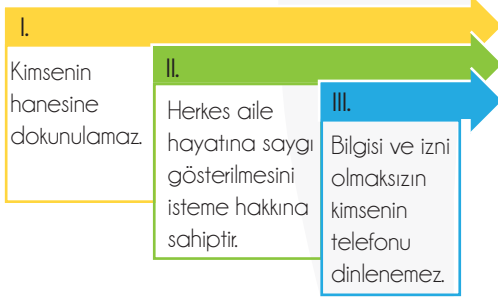 I.
Kimsenin
hanesine
dokunulamaz.
II.
Herkes aile
hayatına saygı
gösterilmesini
isteme hakkına
sahiptir.
III.
Bilgisi ve izni
olmaksızın
kimsenin
telefonu
dinlenemez.